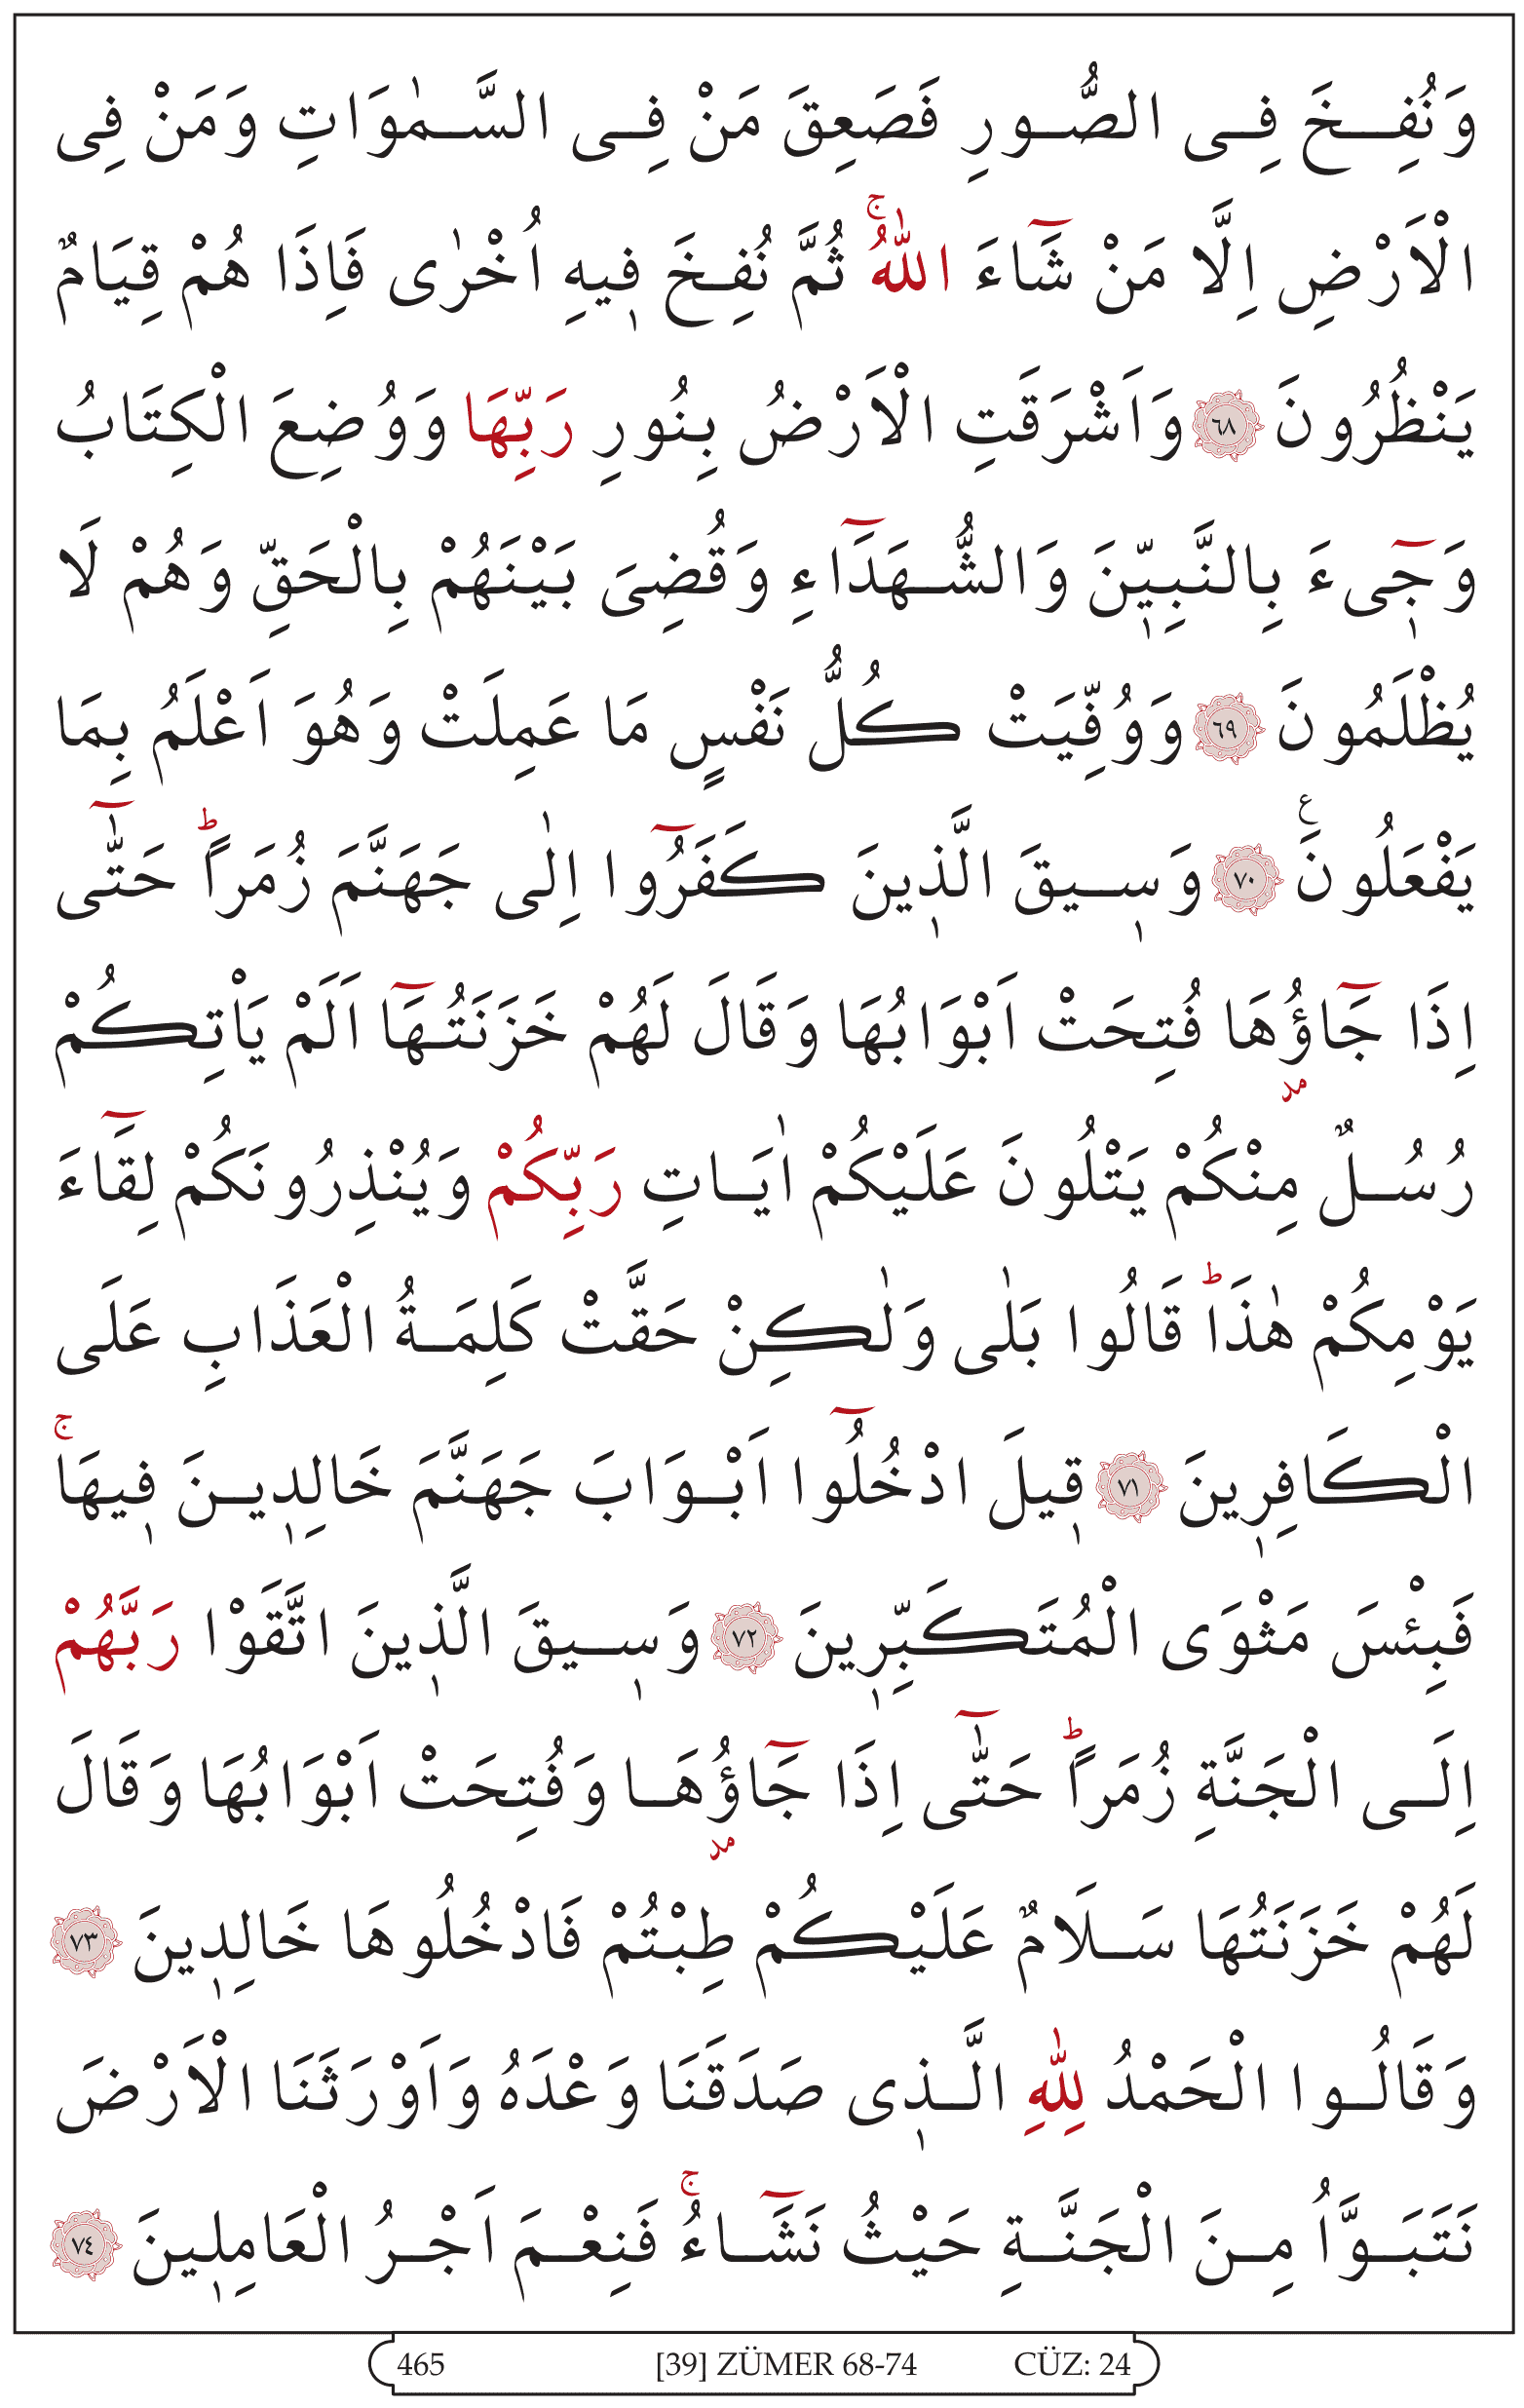 وَنُفِخَ فِى الصُّورِ فَصَعِقَ مَنْ فِى السَّمٰوَاتِ وَمَنْ فِى
الْاَرْضِ اِلَّا مَنْ شَٓاءَ اللّٰهُۚ ثُمَّ نُفِخَ ف۪يهِ اُخْرٰى فَاِذَا هُمْ قِيَامٌ
يَنْظُرُونَ ﴿٦٨﴾ وَاَشْرَقَتِ الْاَرْضُ بِنُورِ رَبِّهَا وَوُضِعَ الْكِتَابُ
وَج۪ٓىءَ بِالنَّبِيّ۪نَ وَالشُّهَدَٓاءِ وَقُضِىَ بَيْنَهُمْ بِالْحَقِّ وَهُمْ لَا
يُظْلَمُونَ ﴿٦٩﴾ وَوُفِّيَتْ كُلُّ نَفْسٍ مَا عَمِلَتْ وَهُوَ اَعْلَمُ بِمَا
يَفْعَلُونَ۟ ﴿٧٠﴾ وَس۪يقَ الَّذ۪ينَ كَفَرُٓوا اِلٰى جَهَنَّمَ زُمَراًۜ حَتّٰٓى
اِذَا جَٓاؤُ۫هَا فُتِحَتْ اَبْوَابُهَا وَقَالَ لَهُمْ خَزَنَتُهَٓا اَلَمْ يَاْتِكُمْ
رُسُلٌ مِنْكُمْ يَتْلُونَ عَلَيْكُمْ اٰيَاتِ رَبِّكُمْ وَيُنْذِرُونَكُمْ لِقَٓاءَ
يَوْمِكُمْ هٰذَاۜ قَالُوا بَلٰى وَلٰكِنْ حَقَّتْ كَلِمَةُ الْعَذَابِ عَلَى
الْكَافِر۪ينَ ﴿٧١﴾ ق۪يلَ ادْخُلُٓوا اَبْوَابَ جَهَنَّمَ خَالِد۪ينَ ف۪يهَاۚ
فَبِئْسَ مَثْوَى الْمُتَكَبِّر۪ينَ ﴿٧٢﴾ وَس۪يقَ الَّذ۪ينَ اتَّقَوْا رَبَّهُمْ
اِلَى الْجَنَّةِ زُمَراًۜ حَتّٰٓى اِذَا جَٓاؤُ۫هَا وَفُتِحَتْ اَبْوَابُهَا وَقَالَ
لَهُمْ خَزَنَتُهَا سَلَامٌ عَلَيْكُمْ طِبْتُمْ فَادْخُلُوهَا خَالِد۪ينَ ﴿٧٣﴾
وَقَالُوا الْحَمْدُ لِلّٰهِ الَّذ۪ى صَدَقَنَا وَعْدَهُ وَاَوْرَثَنَا الْاَرْضَ
نَتَبَوَّاُ مِنَ الْجَنَّةِ حَيْثُ نَشَٓاءُۚ فَنِعْمَ اَجْرُ الْعَامِل۪ينَ ﴿٧٤﴾
465 [39] ZÜMER 68-74 CÜZ: 24